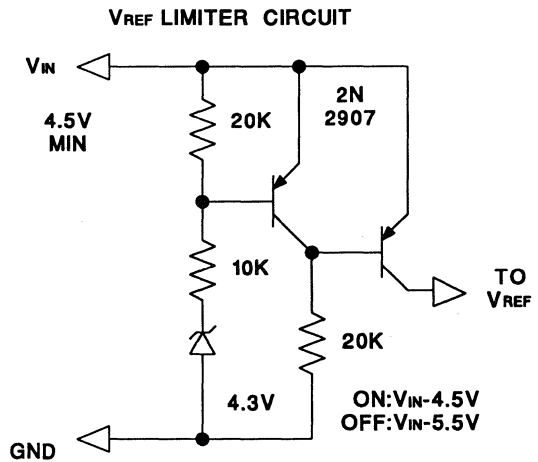 VREF LIMITER CIRCUIT
VIN
4.5V
MIN
20K
2N
2907
10K
TO
VREF
20K
4.3V
ON:VIN-4.5V
OFF:VIN-5.5V
GND